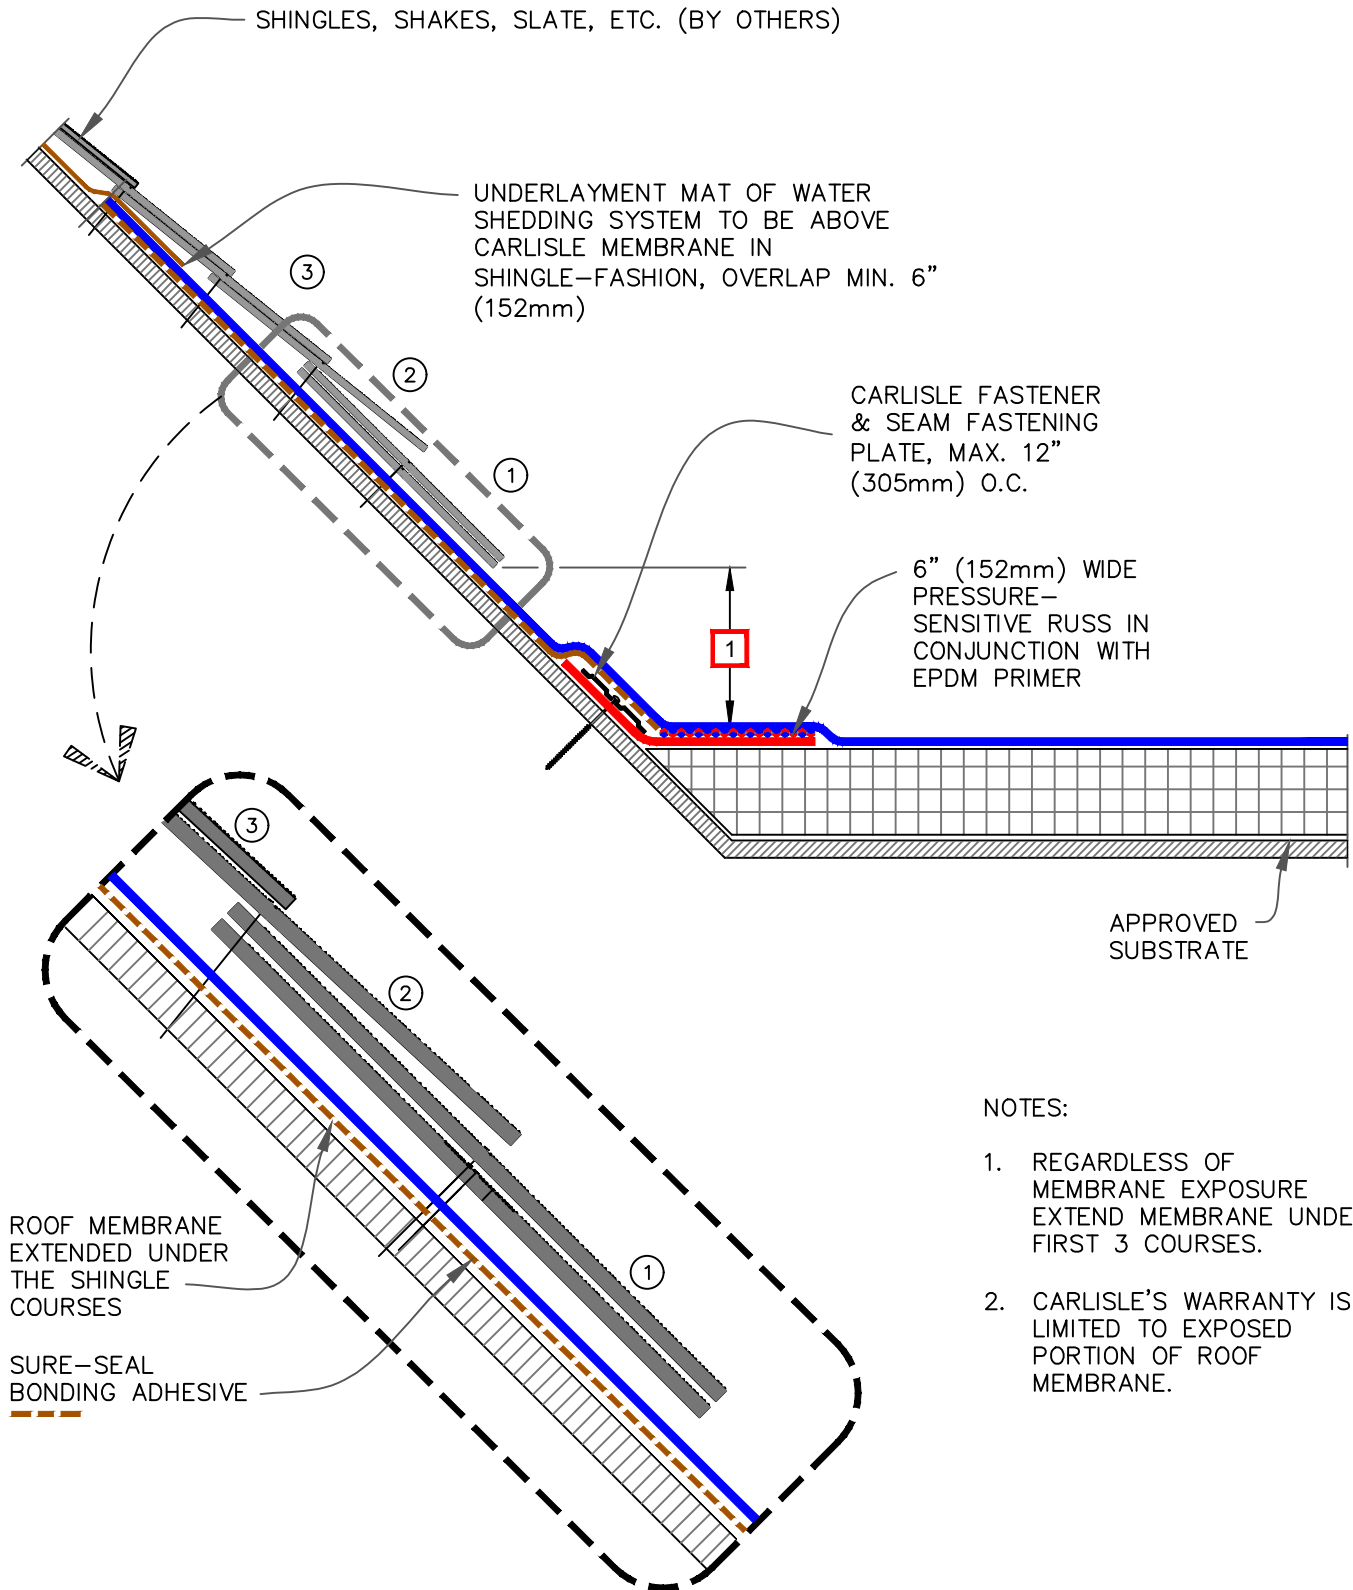 SHINGLES, SHAKES, SLATE, ETC. (BY OTHERS)
UNDERLAYMENT MAT OF WATER
SHEDDING SYSTEM TO BE ABOVE
CARLISLE MEMBRANE IN
SHINGLE-FASHION, OVERLAP MIN. 6"
(152mm)
3
2
1
CARLISLE FASTENER
& SEAM FASTENING
PLATE, MAX. 12"
(305mm) O.C.
6" (152mm) WIDE
PRESSURE-
SENSITIVE RUSS IN
CONJUNCTION WITH
EPDM PRIMER
1
APPROVED
SUBSTRATE
3
2
1
ROOF MEMBRANE
EXTENDED UNDER
THE SHINGLE
COURSES
SURE-SEAL
BONDING ADHESIVE
NOTES:
1. REGARDLESS OF
MEMBRANE EXPOSURE
EXTEND MEMBRANE UNDE
FIRST 3 COURSES.
2. CARLISLE'S WARRANTY IS
LIMITED TO EXPOSED
PORTION OF ROOF
MEMBRANE.